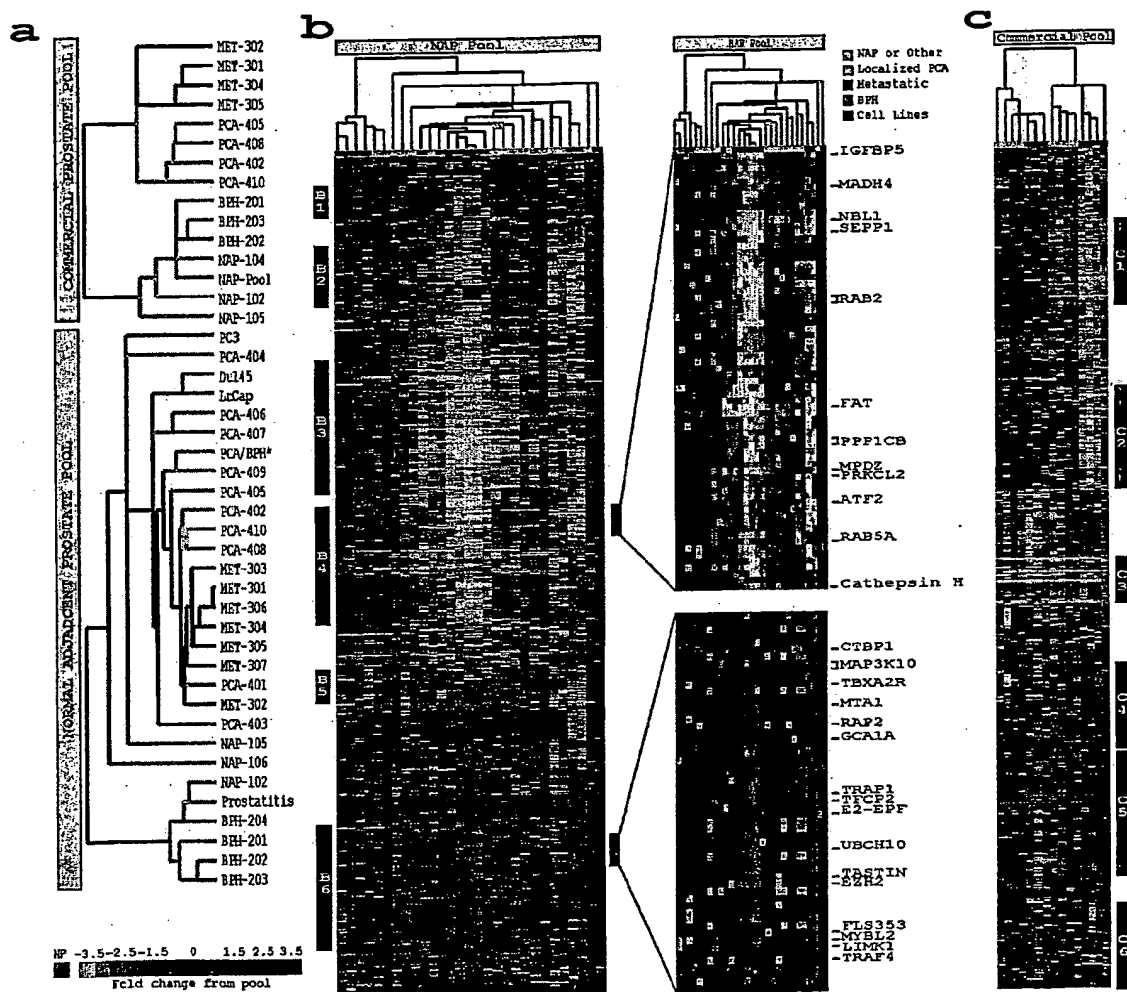 a
COMMERCIAL PROSTATE POOL
MET-302
MET-301
MET-304
MET-305
PCA-405
PCA-408
PCA-402
PCA-410
BPH-201
BPH-203
BPH-202
NAP-104
NAP-Pool
NAP-102
NAP-105
NORMAL ADJACENT PROSTATE POOL
PC3
PCA-404
Du145
LnCap
PCA-406
PCA-407
PCA/BPH*
PCA-409
PCA-405
PCA-402
PCA-410
PCA-408
MET-303
MET-301
MET-306
MET-304
MET-305
MET-307
PCA-401
MET-302
PCA-403
NAP-105
NAP-106
NAP-102
Prostatitis
BPH-204
BPH-201
BPH-202
BPH-203
-3.5 -2.5 -1.5 0 1.5 2.5 3.5
Fold change from pool
b
NAP Pool
B1
B2
B3
B4
B5
B6
NAP Pool
NAP or Other
Localized PCA
Metastatic
BPH
Cell Lines
IGFBP5
MADH4
NBL1
SEPP1
RAB2
FAT
PPP1CB
MPDZ
PRKCL2
ATF2
RAB5A
Cathepsin H
CTBP1
MAP3K10
TBXA2R
MTA1
RAP2
GCA1A
TRAP1
TFCP2
E2-EPF
UBCH10
TASTIN
EZH2
FLS353
MYBL2
LIMK1
TRAF4
c
Commercial Pool
C1
C2
C3
C4
C5
C6